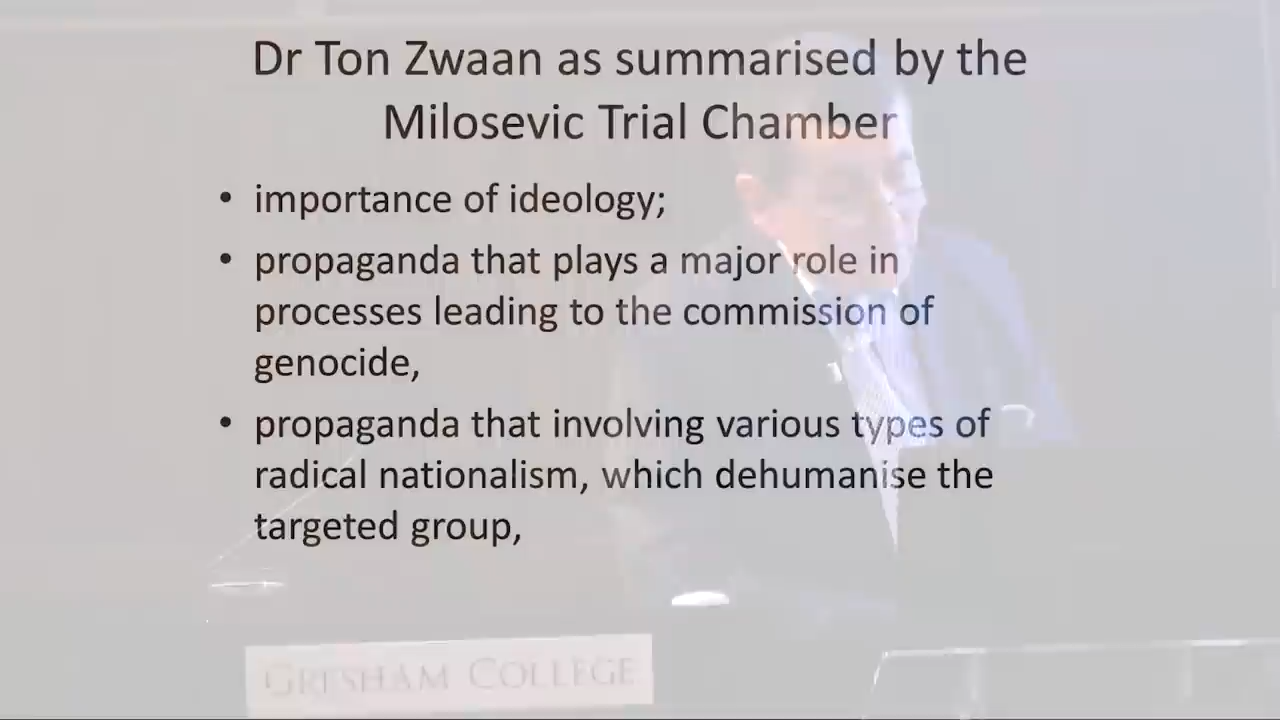 Dr Ton Zwaan as summarised by the
Milosevic Trial Chamber
• importance of ideology;
• propaganda that plays a major role in
processes leading to the commission of
genocide,
• propaganda that involving various types of
radical nationalism, which dehumanise the
targeted group,
GRESHAM COLLEGE